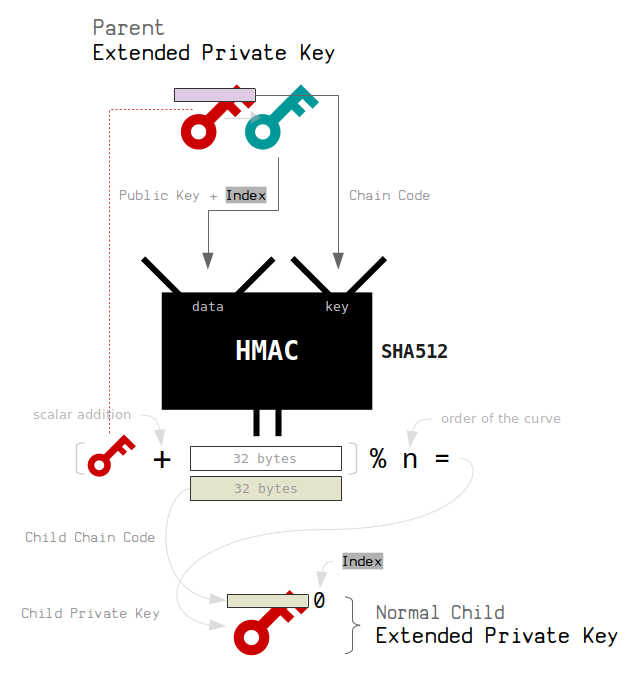 Parent
Extended Private Key
Public Key + Index
Chain Code
data
key
HMAC
SHA512
scalar addition
order of the curve
+
32 bytes
% n =
32 bytes
Child Chain Code
Index
0
Child Private Key
Normal Child
Extended Private Key